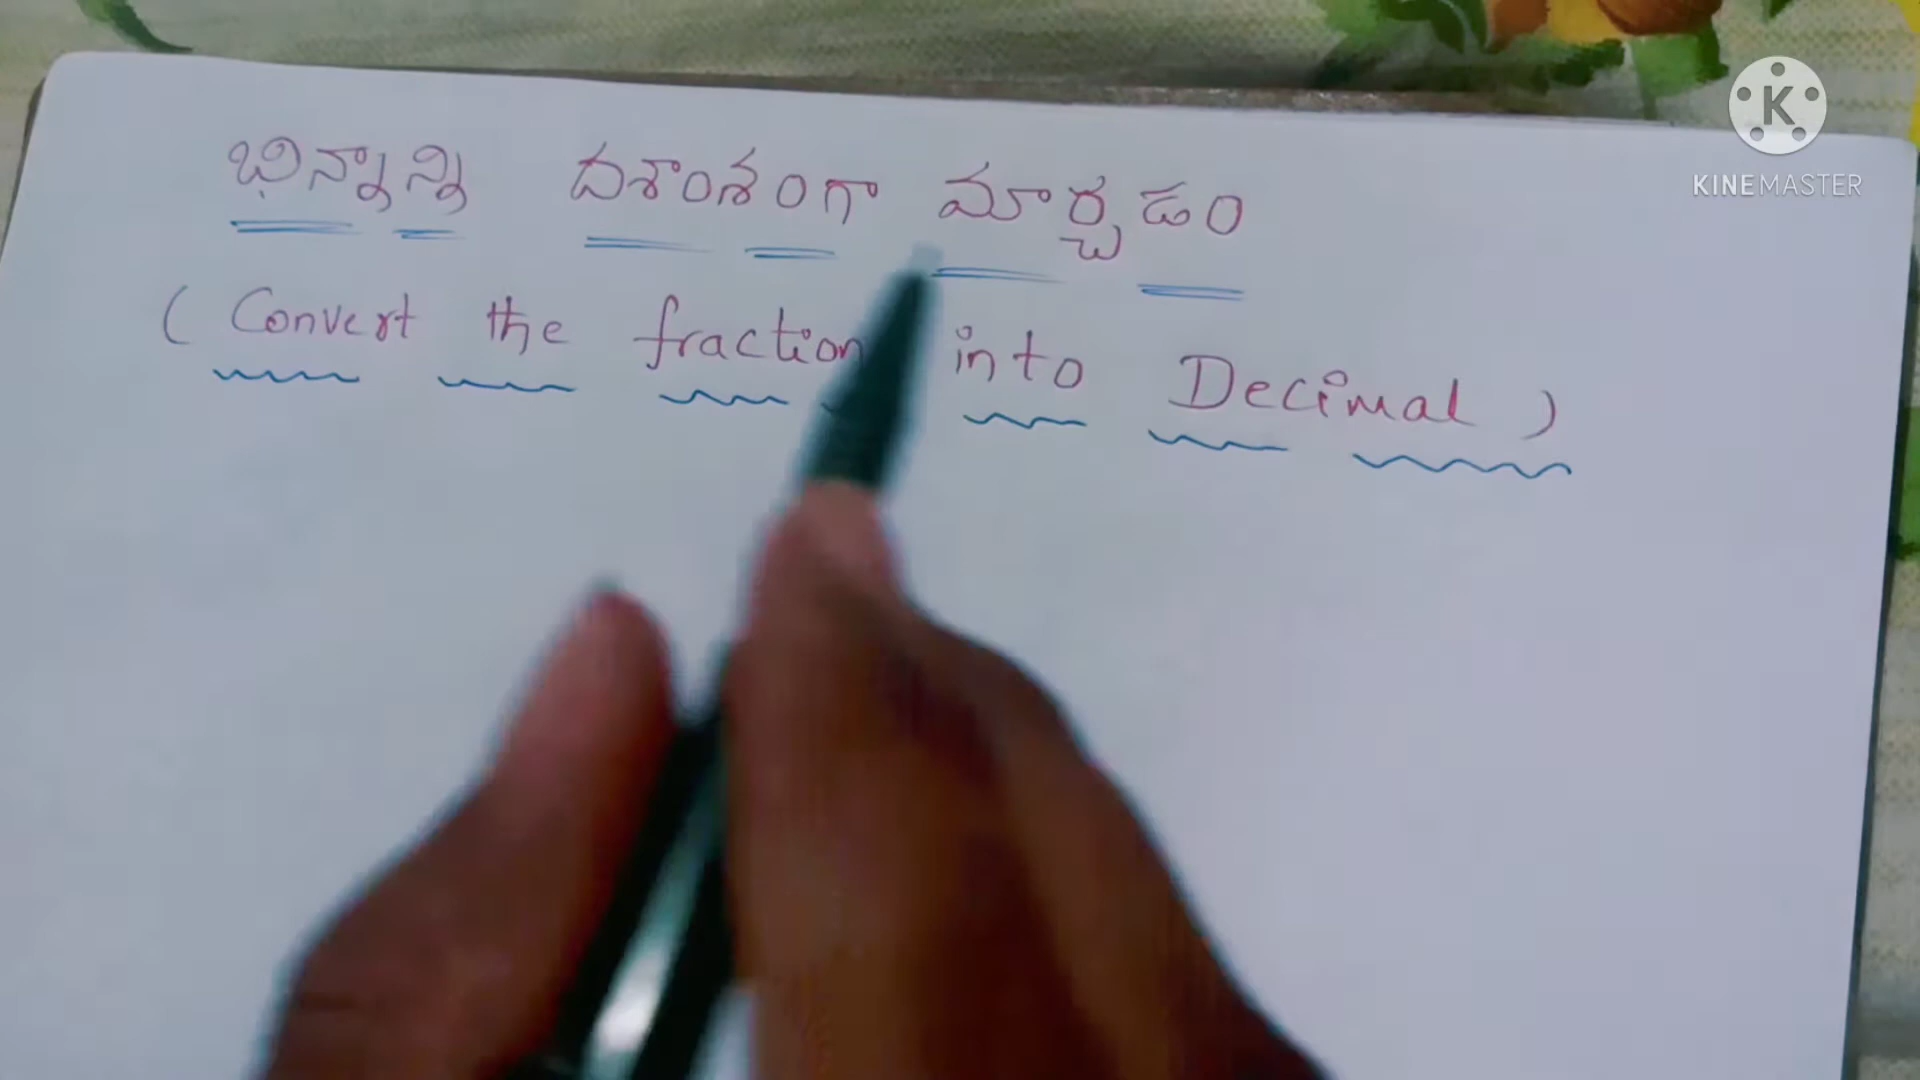 భిన్నాన్ని దశాంశంగా మార్చడం
( Convert the fraction into Decimal )
K
KINEMASTER